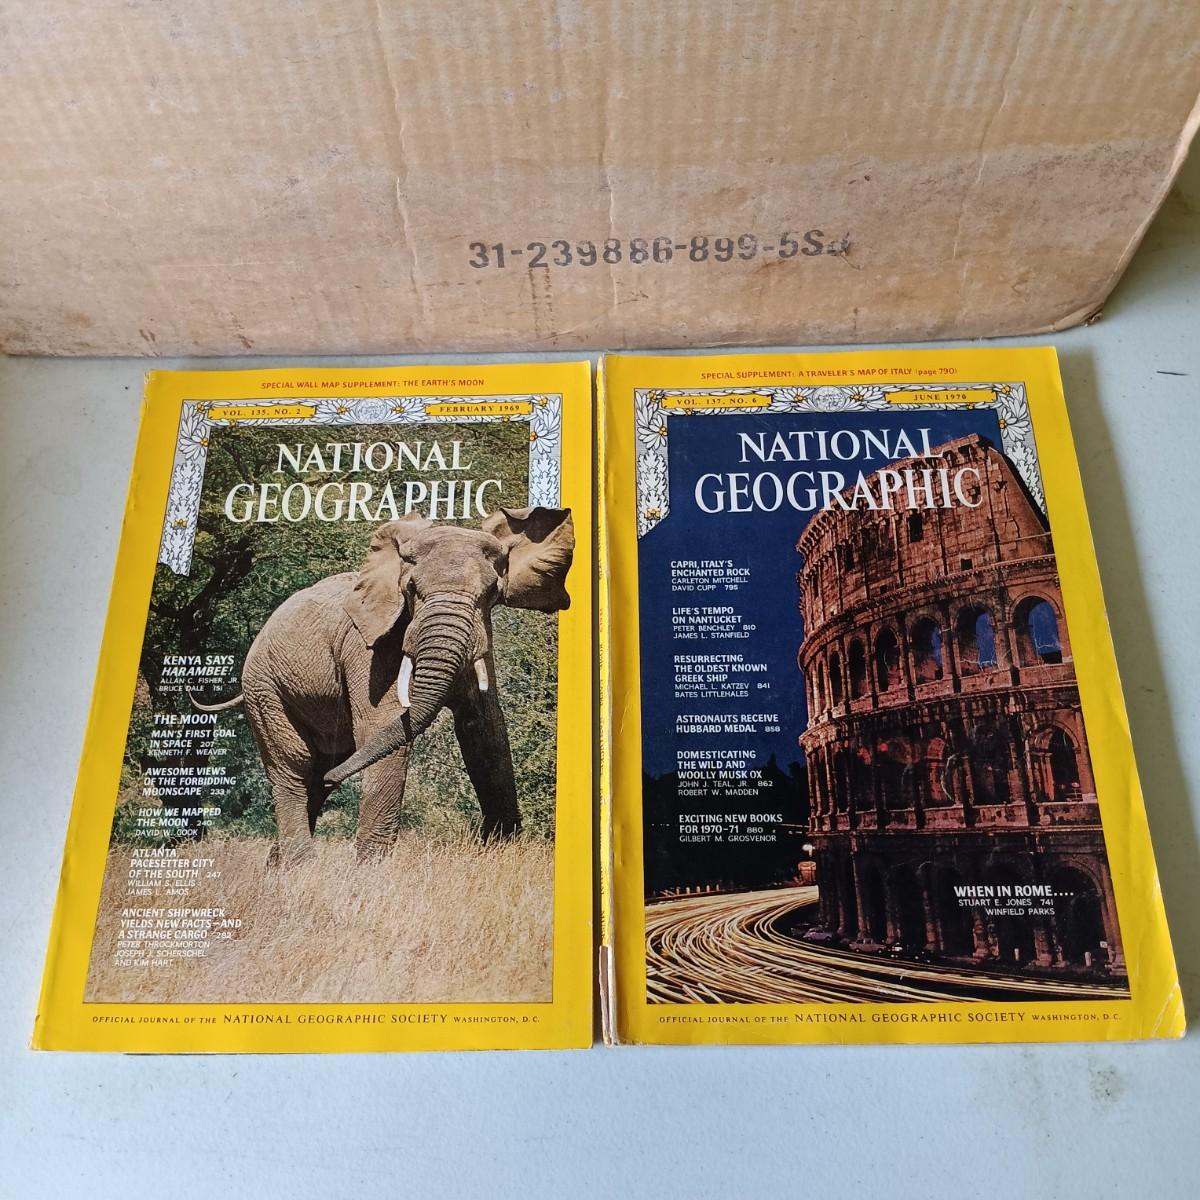 31-239886-899-5Sd
SPECIAL WALL MAP SUPPLEMENT: THE EARTH'S MOON
VOL. 135, NO. 2
FEBRUARY 1969
NATIONAL
GEOGRAPHIC
KENYA SAYS
HARAMBEE!
ALLAN C. FISHER, JR.
BRUCE DALE 151
THE MOON
MAN'S FIRST GOAL
IN SPACE 207
KENNETH F. WEAVER
AWESOME VIEWS
OF THE FORBIDDING
MOONSCAPE 233
HOW WE MAPPED
THE MOON 240
DAVID W. COOK
ATLANTA,
PACESETTER CITY
OF THE SOUTH 247
WILLIAM S. ELLIS
JAMES L. AMOS
ANCIENT SHIPWRECK
YIELDS NEW FACTS—AND
A STRANGE CARGO 282
PETER THROCKMORTON
JOSEPH J. SCHERSCHEL
AND KIM HART
OFFICIAL JOURNAL OF THE NATIONAL GEOGRAPHIC SOCIETY WASHINGTON, D.C.
SPECIAL SUPPLEMENT: A TRAVELER'S MAP OF ITALY (page 790)
VOL. 137, NO. 6
JUNE 1970
NATIONAL
GEOGRAPHIC
CAPRI, ITALY'S
ENCHANTED ROCK
CARLETON MITCHELL
DAVID CUPP 795
LIFE'S TEMPO
ON NANTUCKET
PETER BENCHLEY 810
JAMES L. STANFIELD
RESURRECTING
THE OLDEST KNOWN
GREEK SHIP
MICHAEL L. KATZEV 841
BATES LITTLEHALES
ASTRONAUTS RECEIVE
HUBBARD MEDAL 858
DOMESTICATING
THE WILD AND
WOOLLY MUSK OX
JOHN J. TEAL, JR. 862
ROBERT W. MADDEN
EXCITING NEW BOOKS
FOR 1970-71 880
GILBERT M. GROSVENOR
WHEN IN ROME....
STUART E. JONES 741
WINFIELD PARKS
OFFICIAL JOURNAL OF THE NATIONAL GEOGRAPHIC SOCIETY WASHINGTON, D.C.